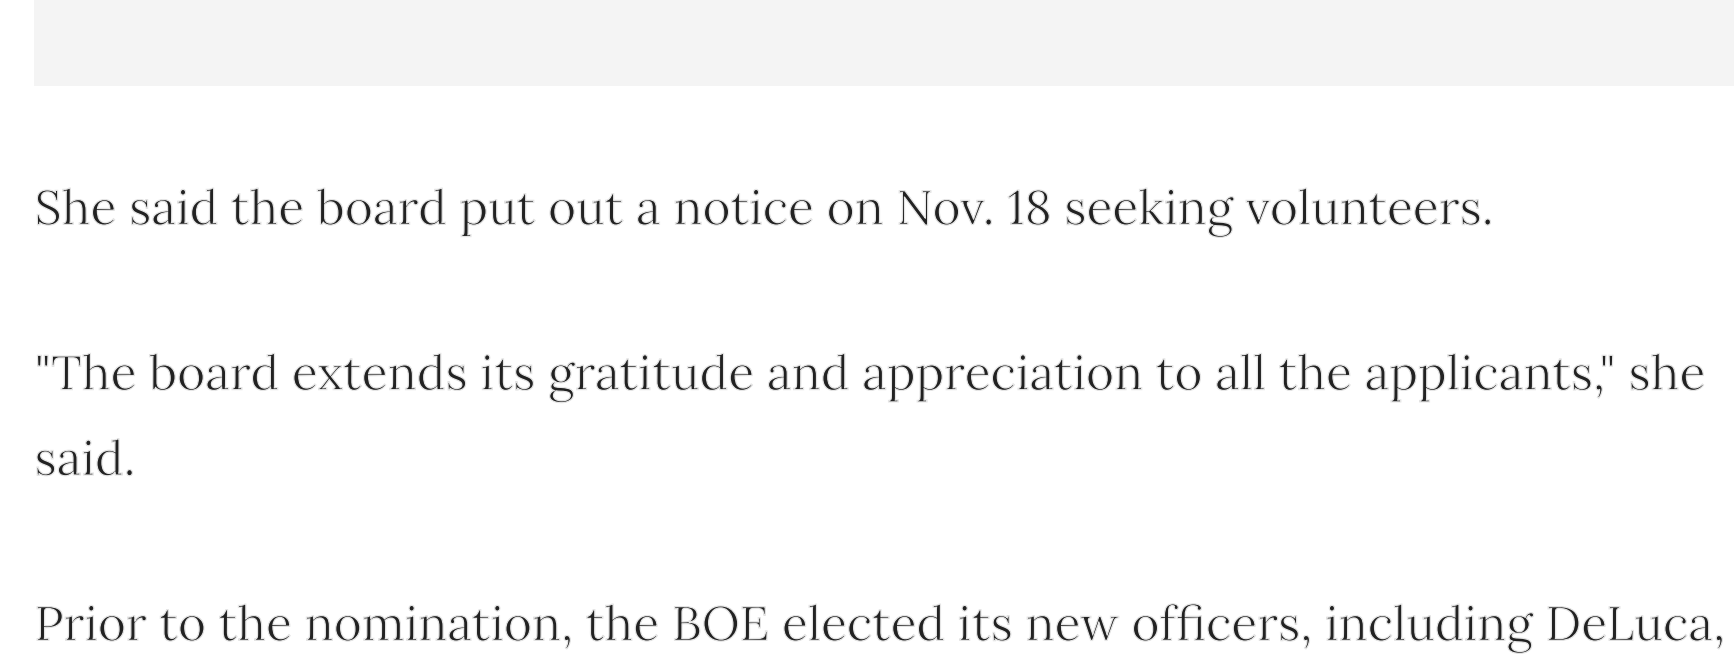 She said the board put out a notice on Nov. 18 seeking volunteers.
"The board extends its gratitude and appreciation to all the applicants," she
said.
Prior to the nomination, the BOE elected its new officers, including DeLuca,